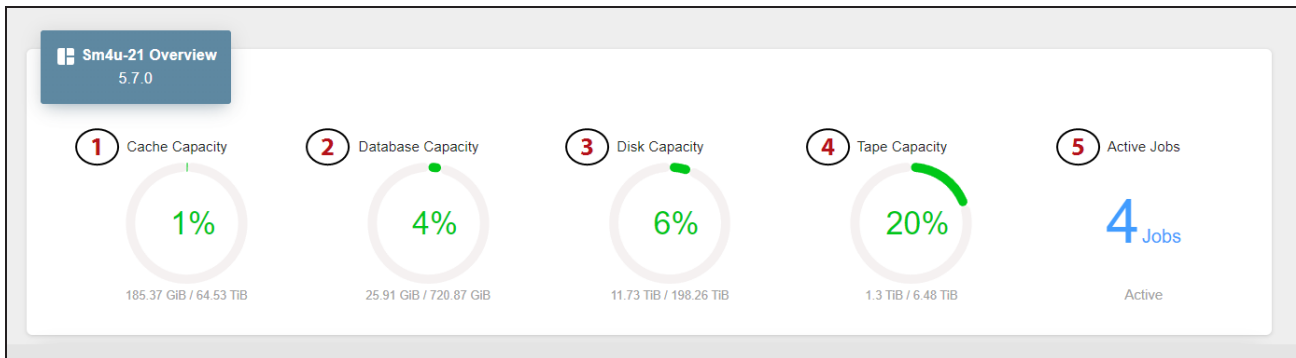 Sm4u-21 Overview
5.7.0
1 Cache Capacity
2 Database Capacity
3 Disk Capacity
4 Tape Capacity
5 Active Jobs
1%
4%
6%
20%
4 Jobs
185.37 GiB / 64.53 TiB
25.91 GiB / 720.87 GiB
11.73 TiB / 198.26 TiB
1.3 TiB / 6.48 TiB
Active